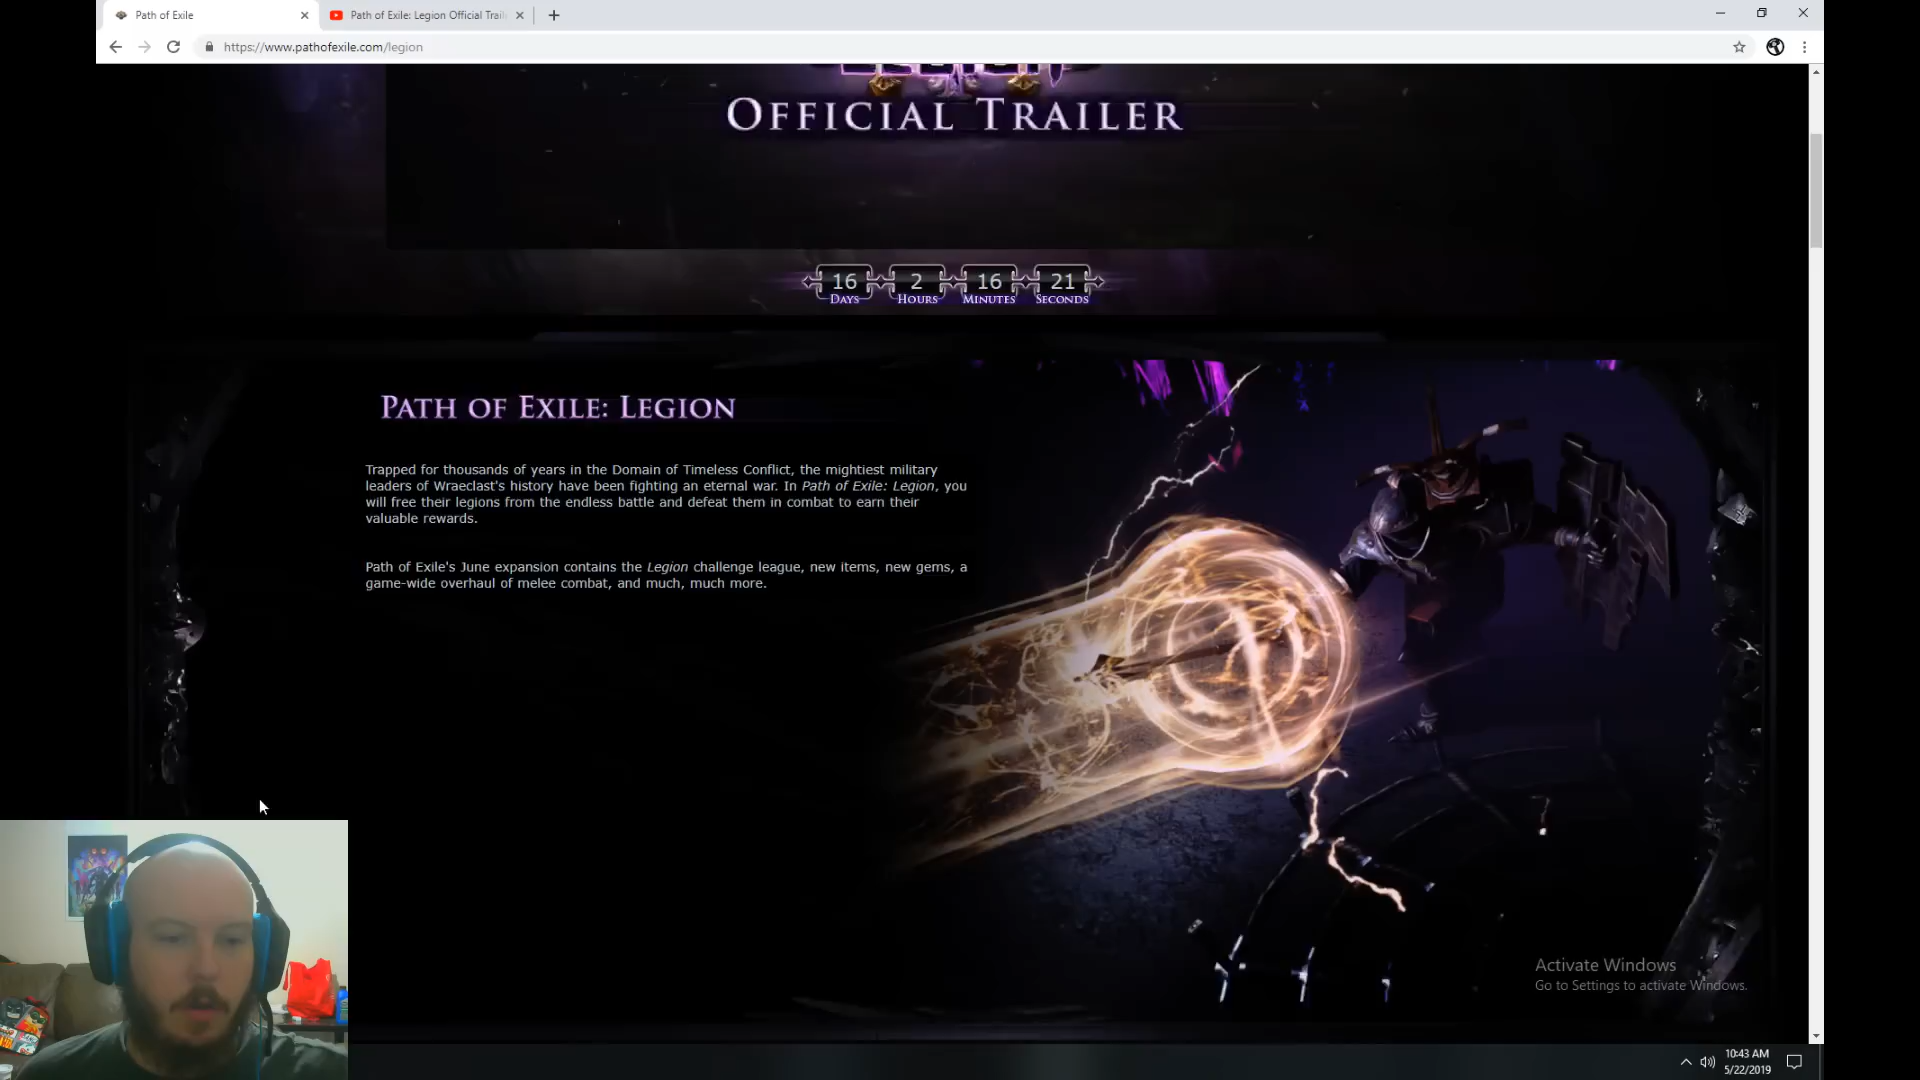 Path of Exile
Path of Exile: Legion Official Trail
https://www.pathofexile.com/legion
OFFICIAL TRAILER
16 2 16 21
DAYS HOURS MINUTES SECONDS
PATH OF EXILE: LEGION
Trapped for thousands of years in the Domain of Timeless Conflict, the mightiest military
leaders of Wraeclast's history have been fighting an eternal war. In Path of Exile: Legion, you
will free their legions from the endless battle and defeat them in combat to earn their
valuable rewards.
Path of Exile's June expansion contains the Legion challenge league, new items, new gems, a
game-wide overhaul of melee combat, and much, much more.
Activate Windows
Go to Settings to activate Windows.
10:43 AM
5/22/2019